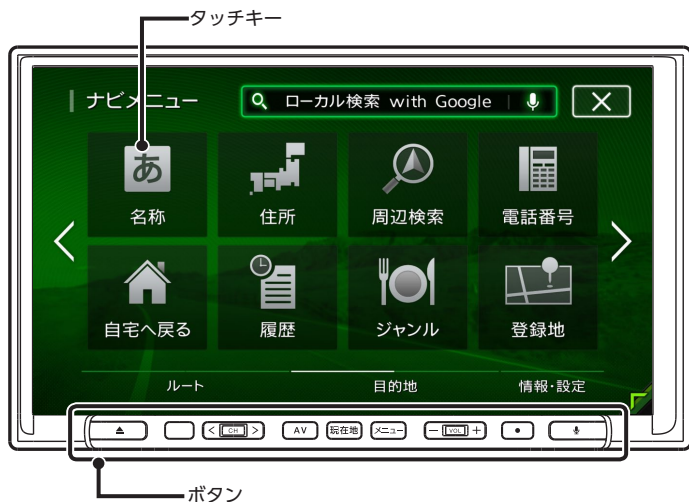 タッチキー
ナビメニュー
ローカル検索 with Google
名称
住所
周辺検索
電話番号
自宅へ戻る
履歴
ジャンル
登録地
ルート
目的地
情報・設定
< CH >
AV
現在地
メニュー
− VOL +
ボタン